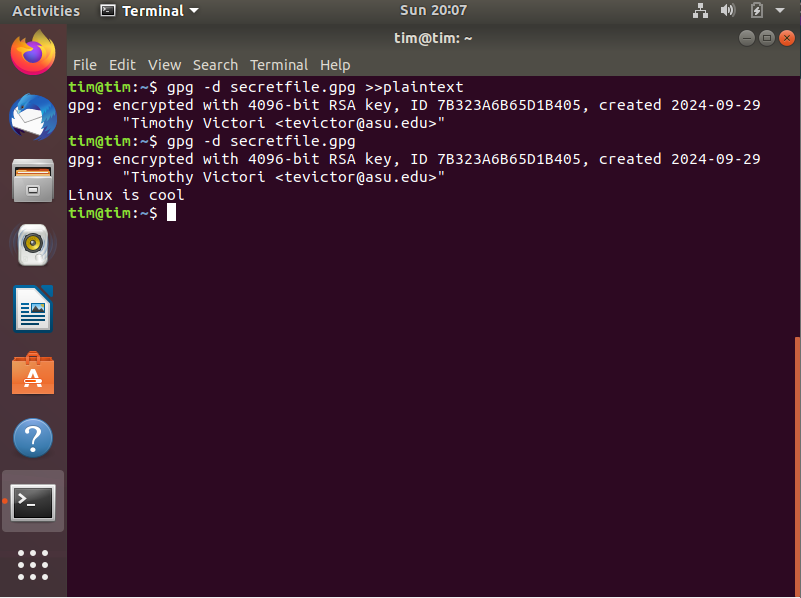 Activities Terminal Sun 20:07
tim@tim: ~
File Edit View Search Terminal Help
tim@tim:~$ gpg -d secretfile.gpg >>plaintext
gpg: encrypted with 4096-bit RSA key, ID 7B323A6B65D1B405, created 2024-09-29
      "Timothy Victori <tevictor@asu.edu>"
tim@tim:~$ gpg -d secretfile.gpg
gpg: encrypted with 4096-bit RSA key, ID 7B323A6B65D1B405, created 2024-09-29
      "Timothy Victori <tevictor@asu.edu>"
Linux is cool
tim@tim:~$